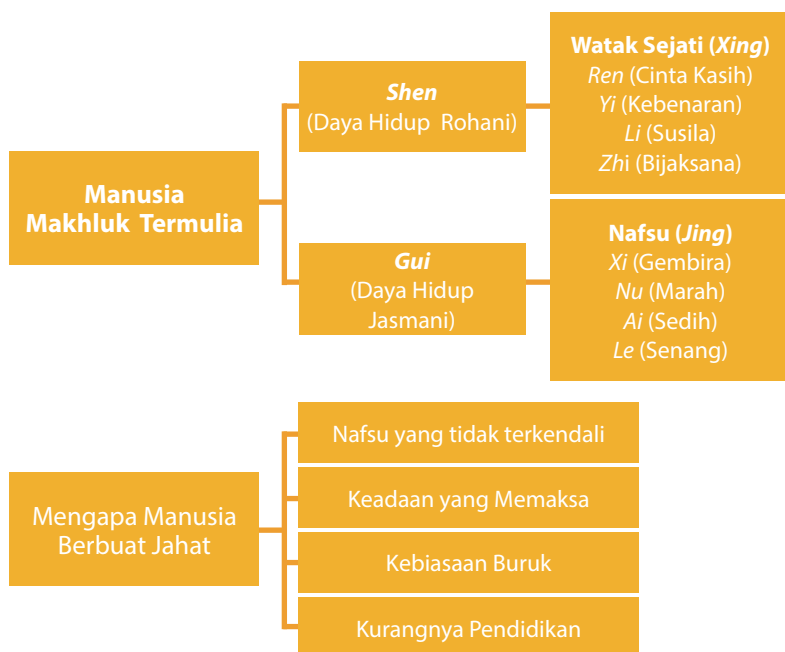 Manusia
Makhluk Termulia
Shen
(Daya Hidup Rohani)
Watak Sejati (Xing)
Ren (Cinta Kasih)
Yi (Kebenaran)
Li (Susila)
Zhi (Bijaksana)
Gui
(Daya Hidup
Jasmani)
Nafsu (Jing)
Xi (Gembira)
Nu (Marah)
Ai (Sedih)
Le (Senang)
Mengapa Manusia
Berbuat Jahat
Nafsu yang tidak terkendali
Keadaan yang Memaksa
Kebiasaan Buruk
Kurangnya Pendidikan